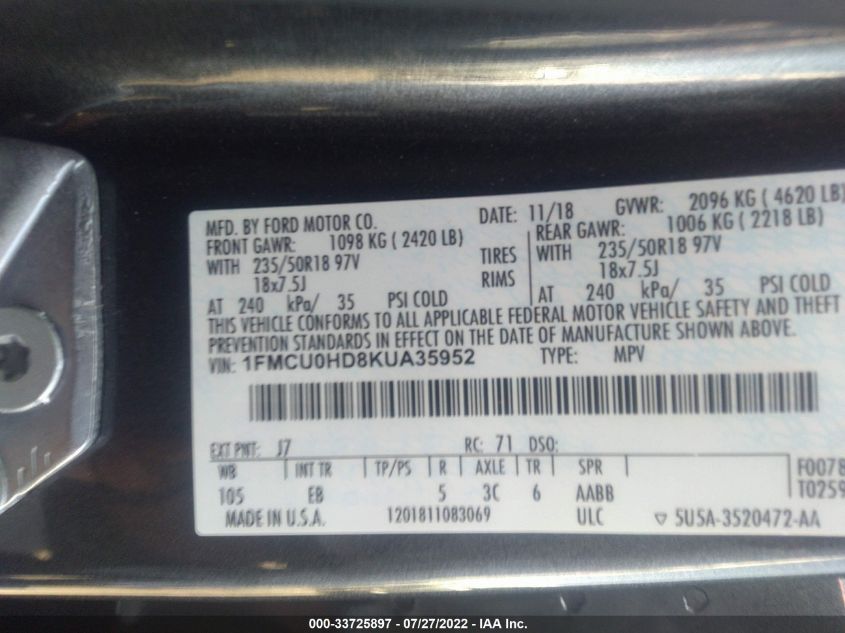 MFD. BY FORD MOTOR CO. DATE: 11/18 GVWR: 2096 KG ( 4620 LB)
FRONT GAWR: 1098 KG ( 2420 LB) REAR GAWR: 1006 KG ( 2218 LB)
WITH 235/50R18 97V TIRES WITH 235/50R18 97V
18x7.5J RIMS 18x7.5J
AT 240 kPa/ 35 PSI COLD AT 240 kPa/ 35 PSI COLD
THIS VEHICLE CONFORMS TO ALL APPLICABLE FEDERAL MOTOR VEHICLE SAFETY AND THEFT
PREVENTION STANDARDS IN EFFECT ON THE DATE OF MANUFACTURE SHOWN ABOVE.
VIN: 1FMCU0HD8KUA35952 TYPE: MPV
EXT PNT: J7 RC: 71 DSO:
WB INT TR TP/PS R AXLE TR SPR F0078
105 EB 5 3C 6 AABB T0259
MADE IN U.S.A. 1201811083069 ULC ▽ 5U5A-3520472-AA
000-33725897 - 07/27/2022 - IAA Inc.